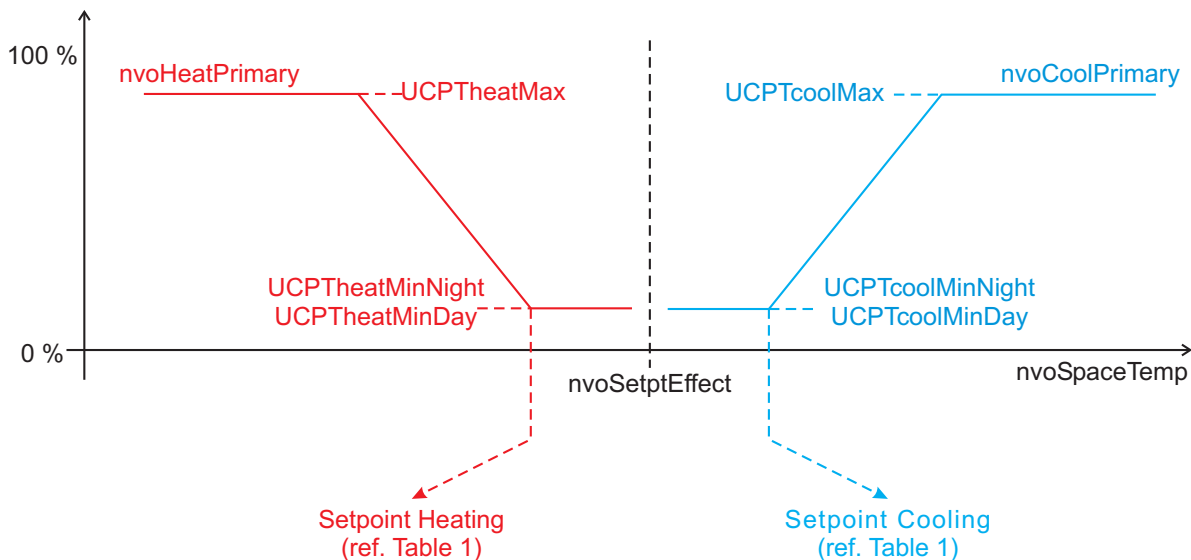 100 %
nvoHeatPrimary
UCPTheatMax
UCPTcoolMax
nvoCoolPrimary
UCPTheatMinNight
UCPTheatMinDay
UCPTcoolMinNight
UCPTcoolMinDay
0 %
nvoSetptEffect
nvoSpaceTemp
Setpoint Heating
(ref. Table 1)
Setpoint Cooling
(ref. Table 1)